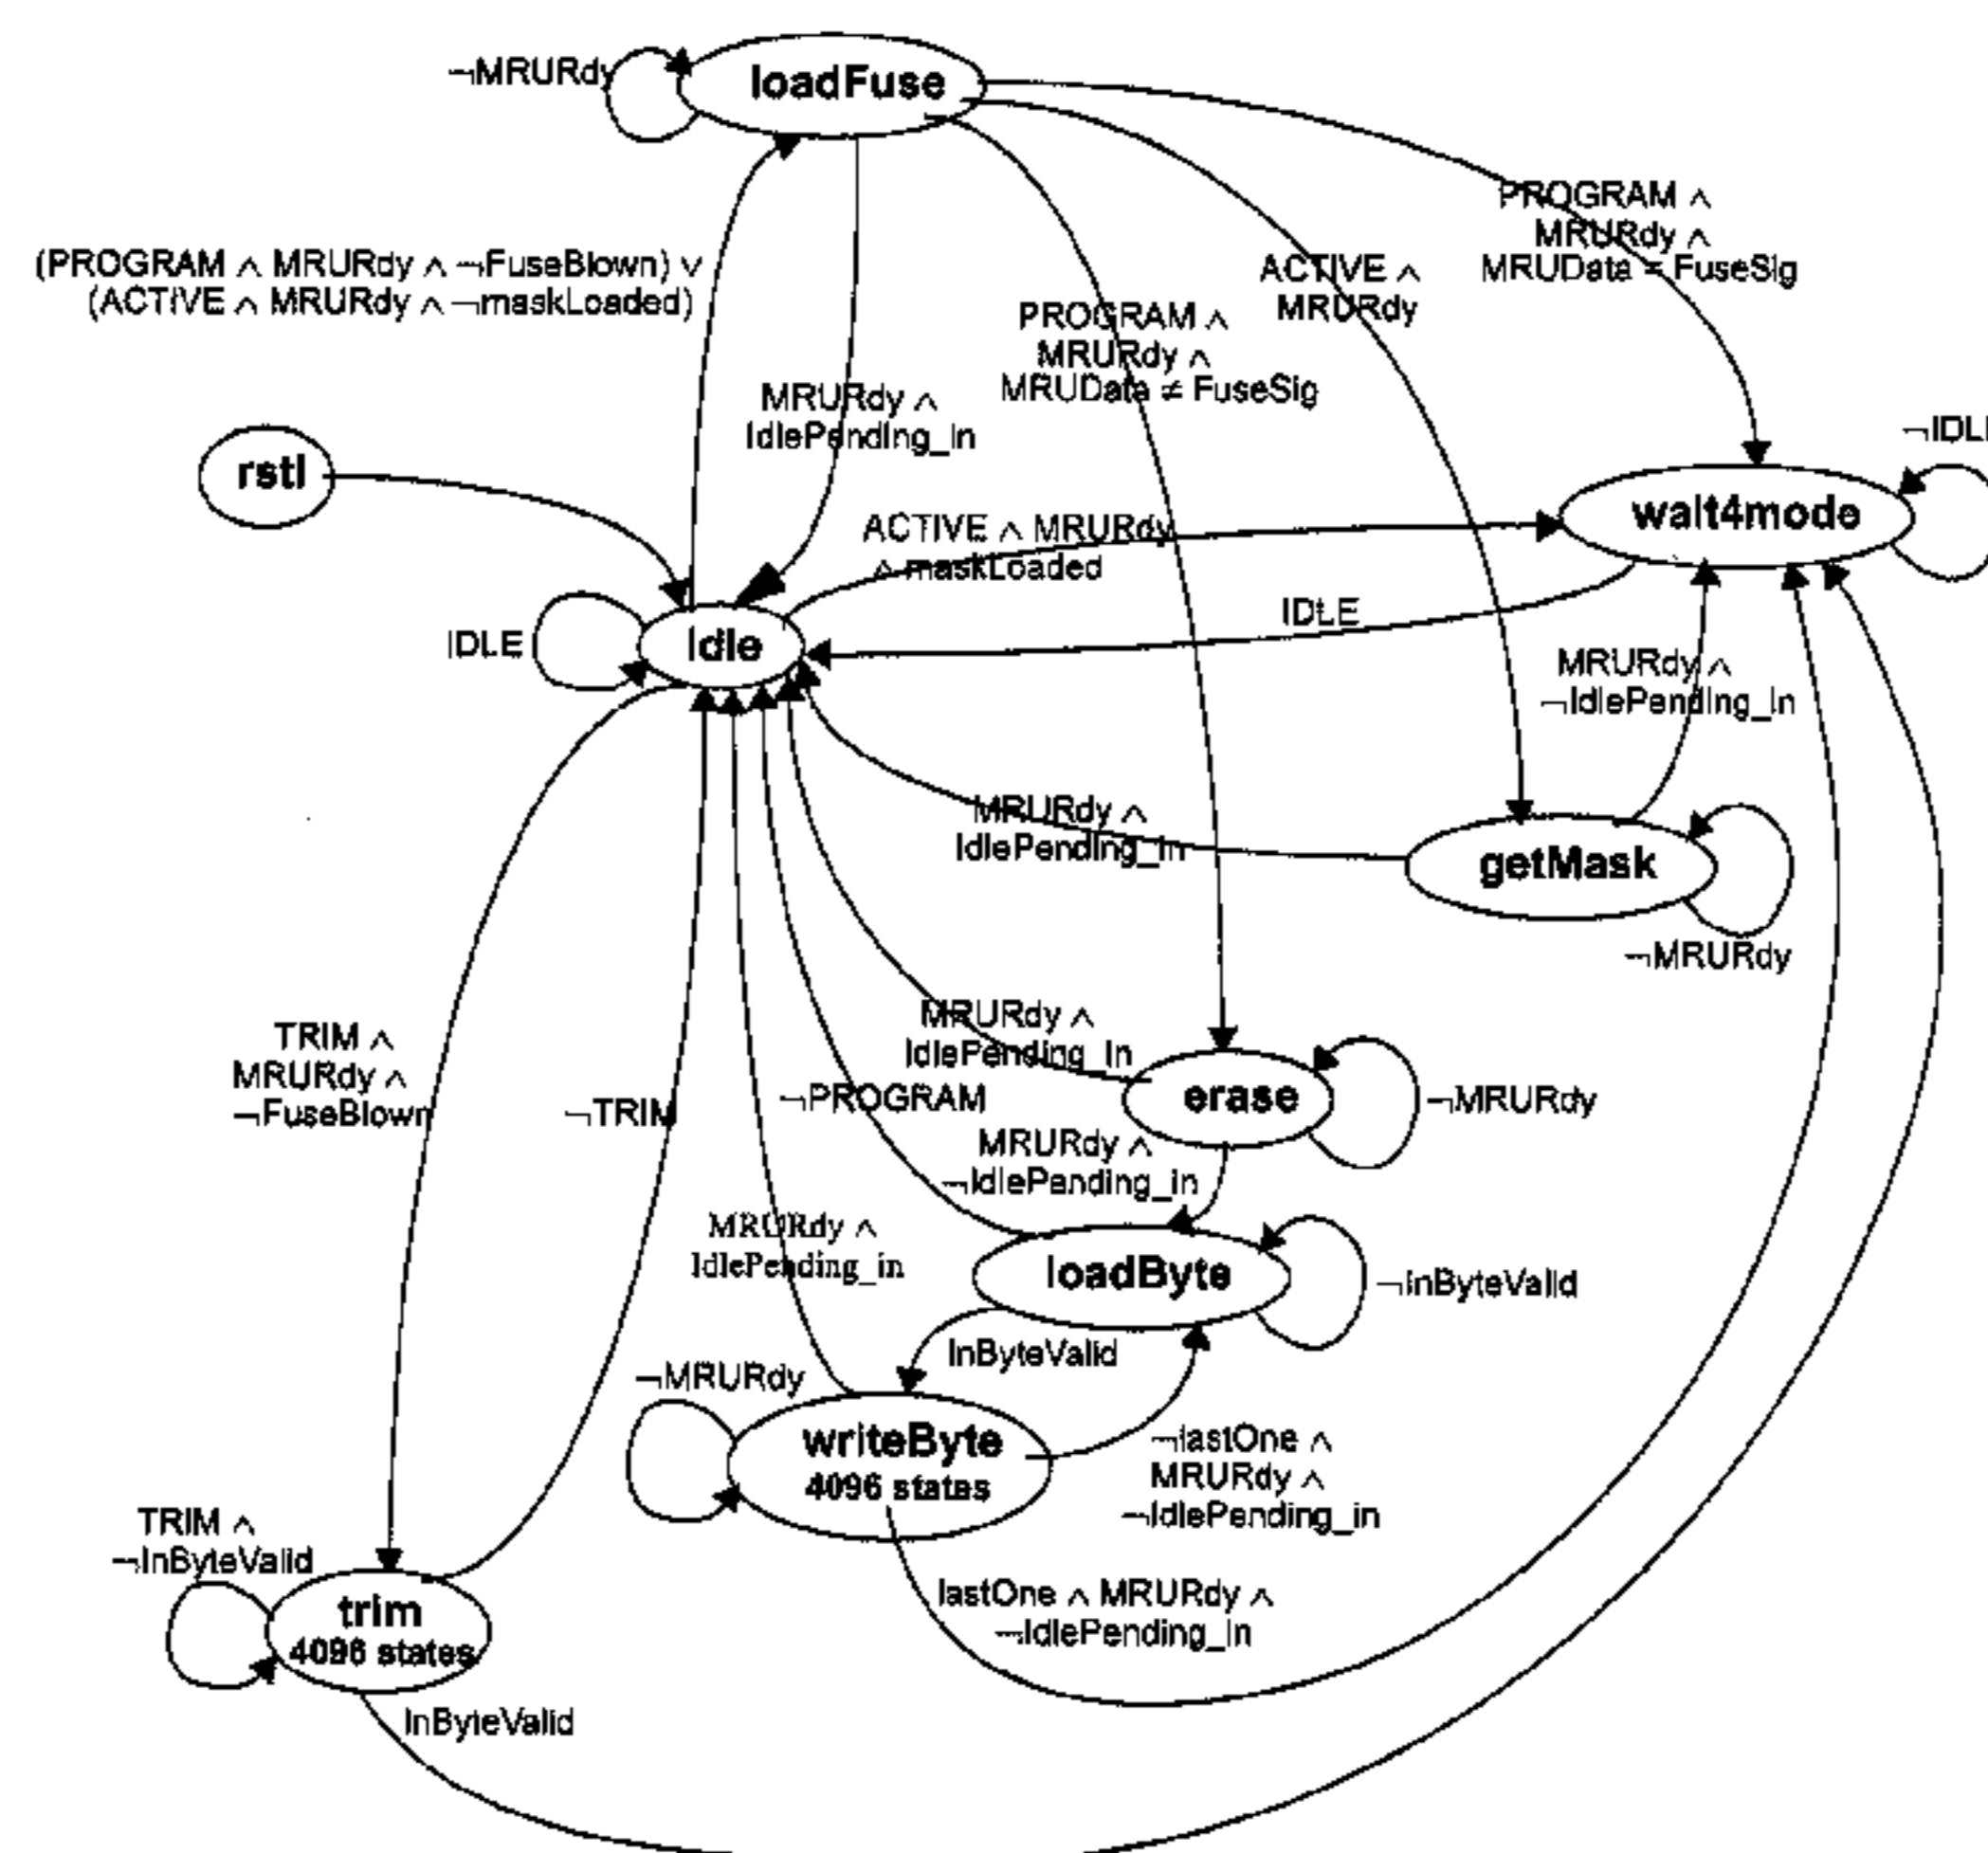 ¬MRURdy
loadFuse
PROGRAM ∧
MRURdy ∧
MRUData = FuseSig
(PROGRAM ∧ MRURdy ∧ ¬FuseBlown) ∨
(ACTIVE ∧ MRURdy ∧ ¬maskLoaded)
ACTIVE ∧
MRURdy
PROGRAM ∧
MRURdy ∧
MRUData ≠ FuseSig
MRURdy ∧
IdlePending_in
rstl
¬IDL
wait4mode
ACTIVE ∧ MRURdy
∧ maskLoaded
IDLE
IDLE
Idle
MRURdy ∧
¬IdlePending_in
MRURdy ∧
IdlePending_in
getMask
¬MRURdy
MRURdy ∧
IdlePending_in
TRIM ∧
MRURdy ∧
¬FuseBlown
¬TRIM
¬PROGRAM
erase
¬MRURdy
MRURdy ∧
¬IdlePending_in
MRURdy ∧
IdlePending_in
loadByte
¬InByteValid
InByteValid
¬MRURdy
writeByte
4096 states
¬lastOne ∧
MRURdy ∧
¬IdlePending_in
TRIM ∧
¬InByteValid
trim
4096 states
lastOne ∧ MRURdy ∧
¬IdlePending_in
InByteValid